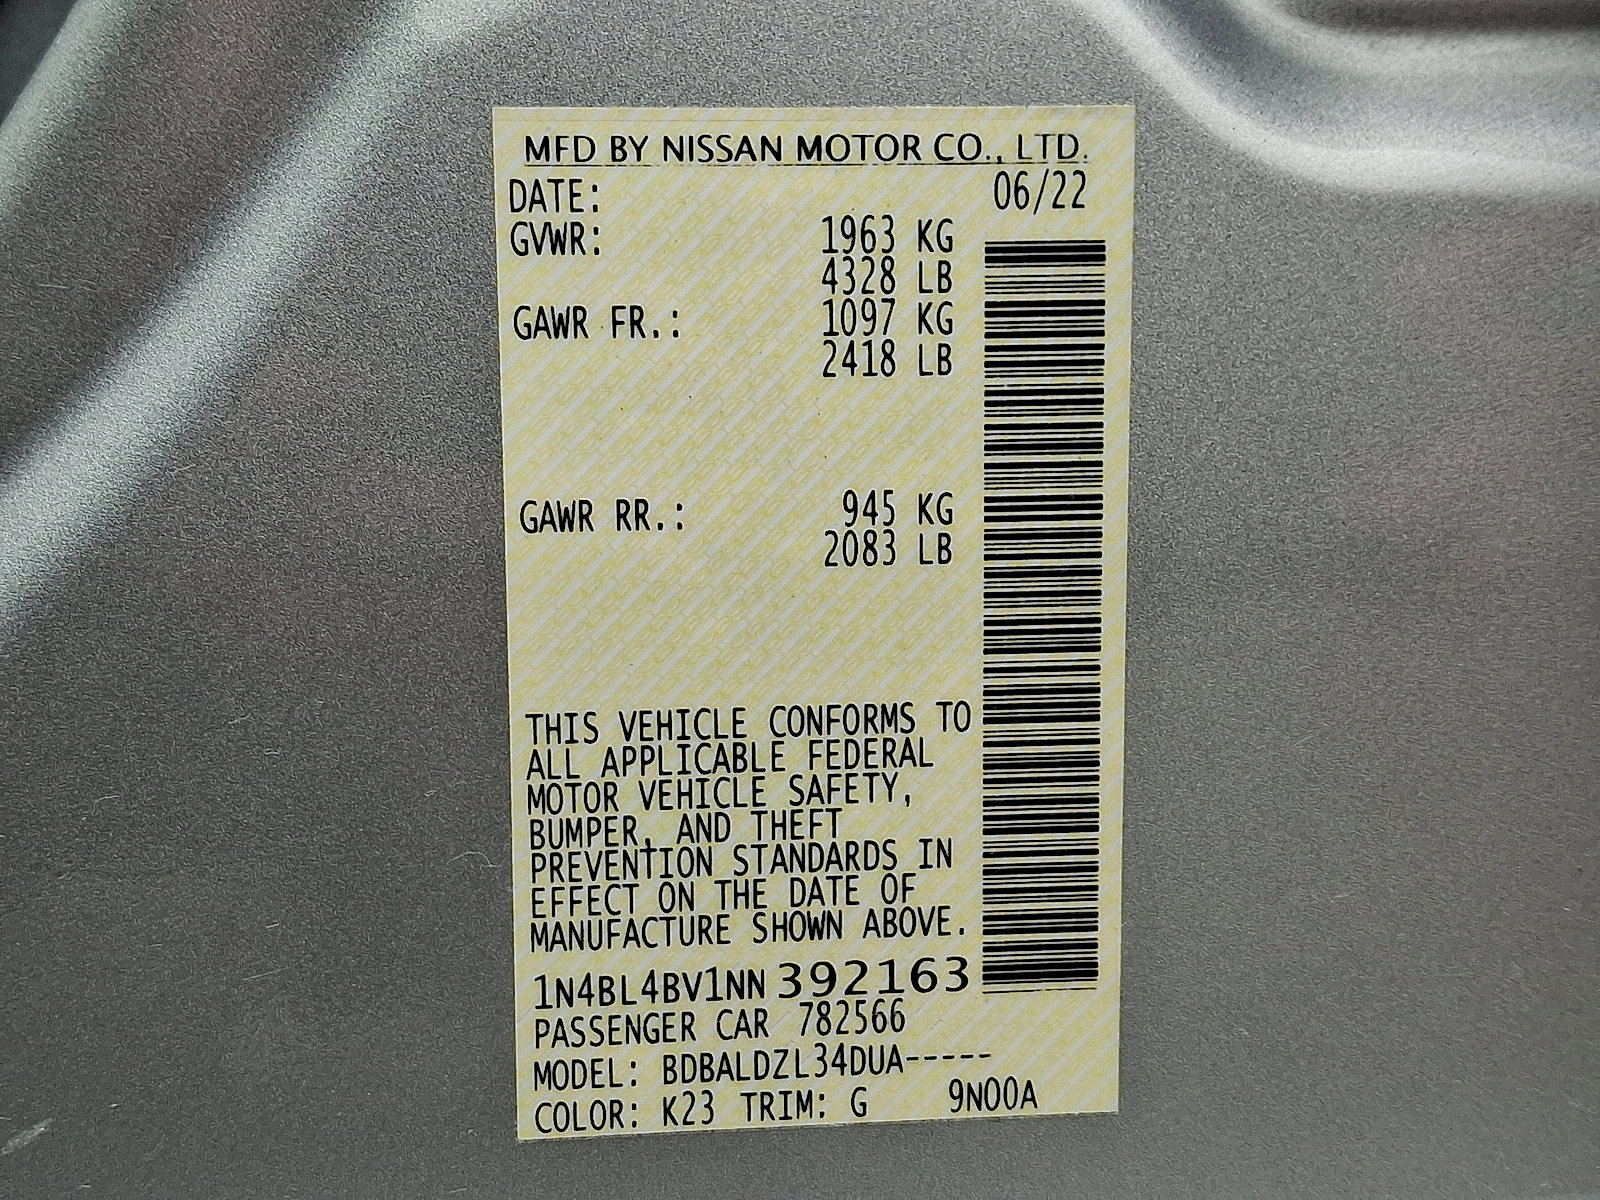 MFD BY NISSAN MOTOR CO., LTD.
DATE: 06/22
GVWR: 1963 KG
4328 LB
GAWR FR.: 1097 KG
2418 LB
GAWR RR.: 945 KG
2083 LB
THIS VEHICLE CONFORMS TO
ALL APPLICABLE FEDERAL
MOTOR VEHICLE SAFETY,
BUMPER, AND THEFT
PREVENTION STANDARDS IN
EFFECT ON THE DATE OF
MANUFACTURE SHOWN ABOVE.
1N4BL4BV1NN392163
PASSENGER CAR 782566
MODEL: BDBALDZL34DUA-----
COLOR: K23 TRIM: G 9N00A